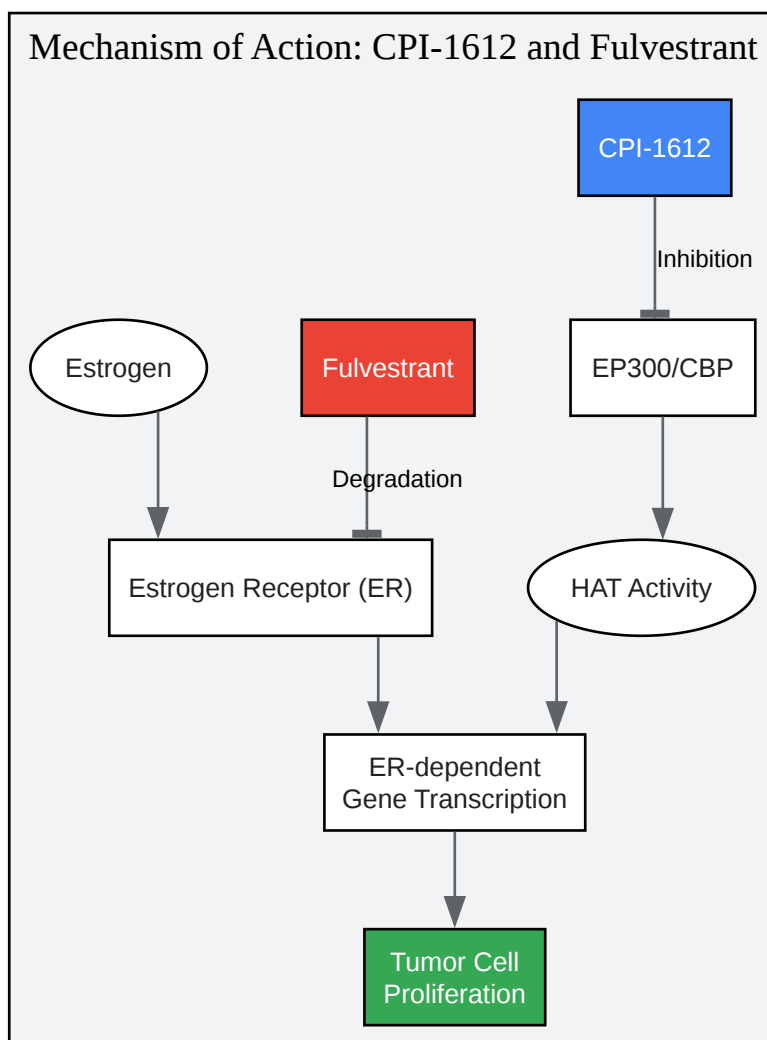 Mechanism of Action: CPI-1612 and Fulvestrant
CPI-1612
Inhibition
Estrogen
Fulvestrant
EP300/CBP
Degradation
Estrogen Receptor (ER)
HAT Activity
ER-dependent
Gene Transcription
Tumor Cell
Proliferation